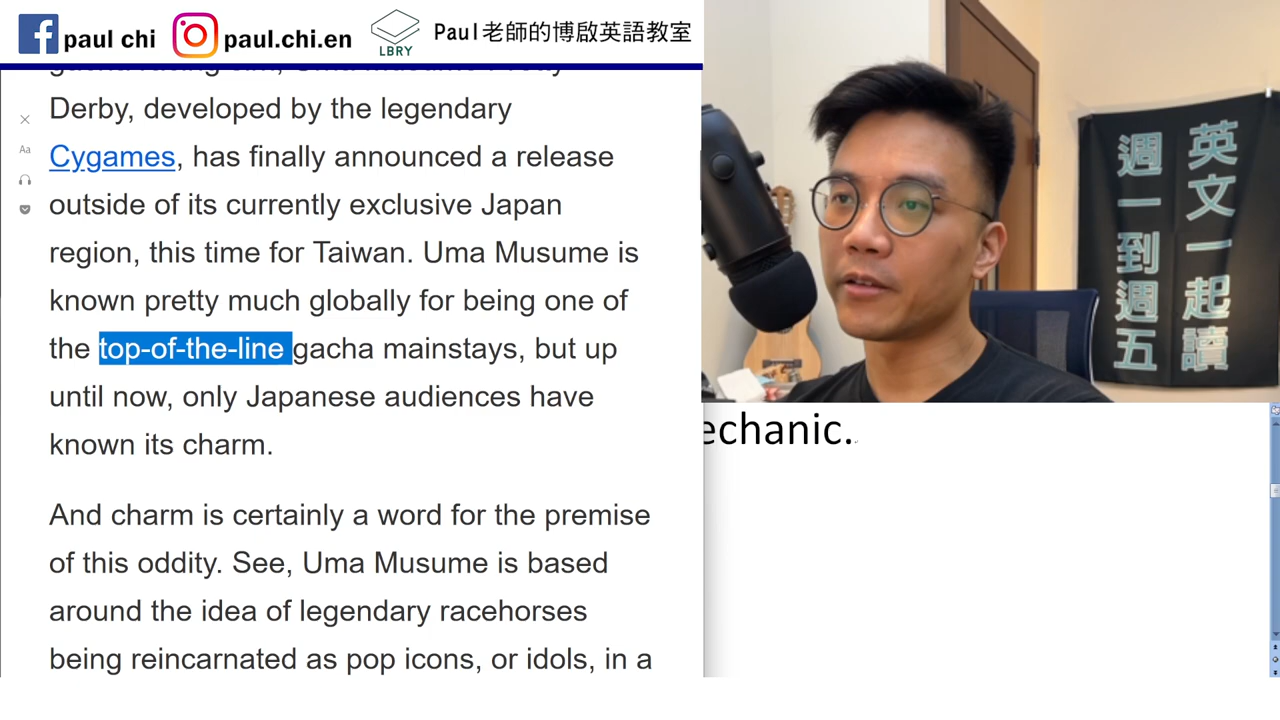 paul chi
paul.chi.en
LBRY
Paul老師的博啟英語教室
Derby, developed by the legendary
Cygames, has finally announced a release
outside of its currently exclusive Japan
region, this time for Taiwan. Uma Musume is
known pretty much globally for being one of
the top-of-the-line gacha mainstays, but up
until now, only Japanese audiences have
known its charm.
And charm is certainly a word for the premise
of this oddity. See, Uma Musume is based
around the idea of legendary racehorses
being reincarnated as pop icons, or idols, in a
Aa
英文一起讀
週一到週五
echanic.